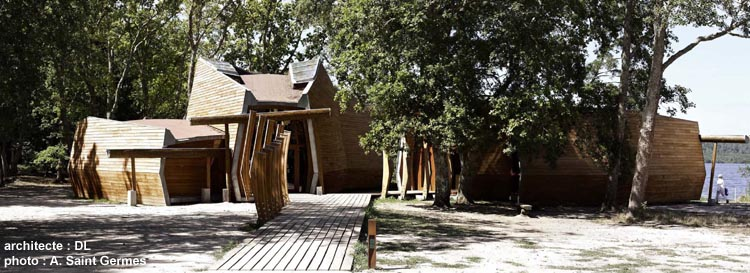 architecte : DL
photo : A. Saint Germes